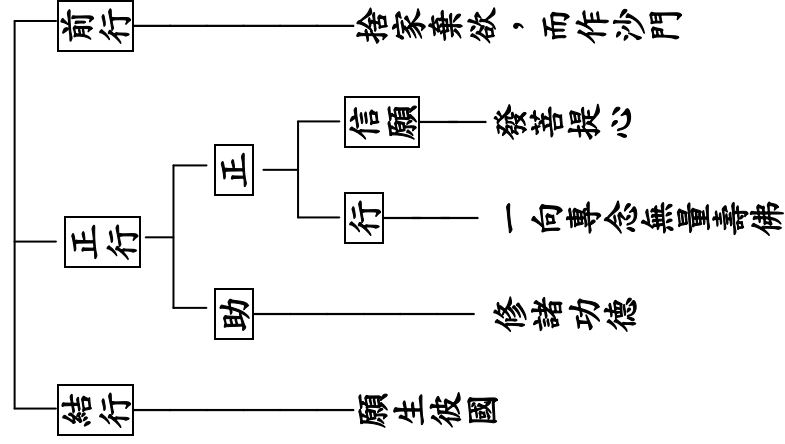 前行
捨家棄欲，而作沙門
正行
正
信願
發菩提心
行
一向專念無量壽佛
助
修諸功德
結行
願生彼國